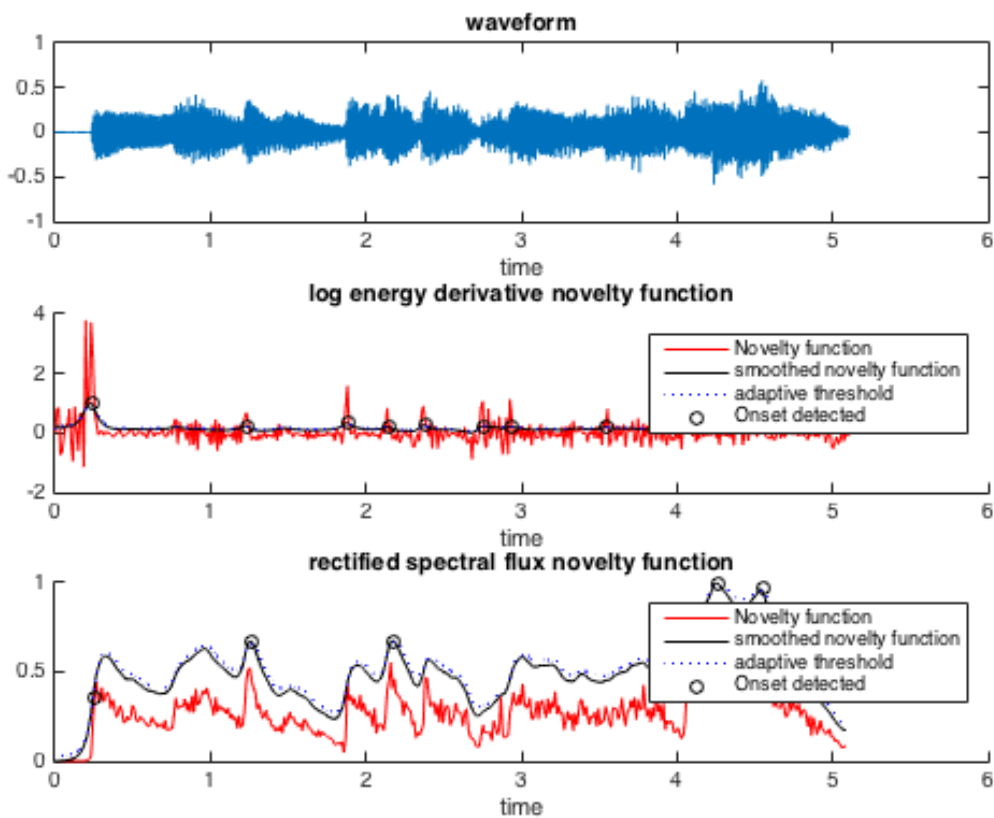 waveform
1
0.5
0
-0.5
-1
0 1 2 3 4 5 6
time
log energy derivative novelty function
4
2
0
-2
Novelty function
smoothed novelty function
adaptive threshold
Onset detected
0 1 2 3 4 5 6
time
rectified spectral flux novelty function
1
0.5
0
Novelty function
smoothed novelty function
adaptive threshold
Onset detected
0 1 2 3 4 5 6
time